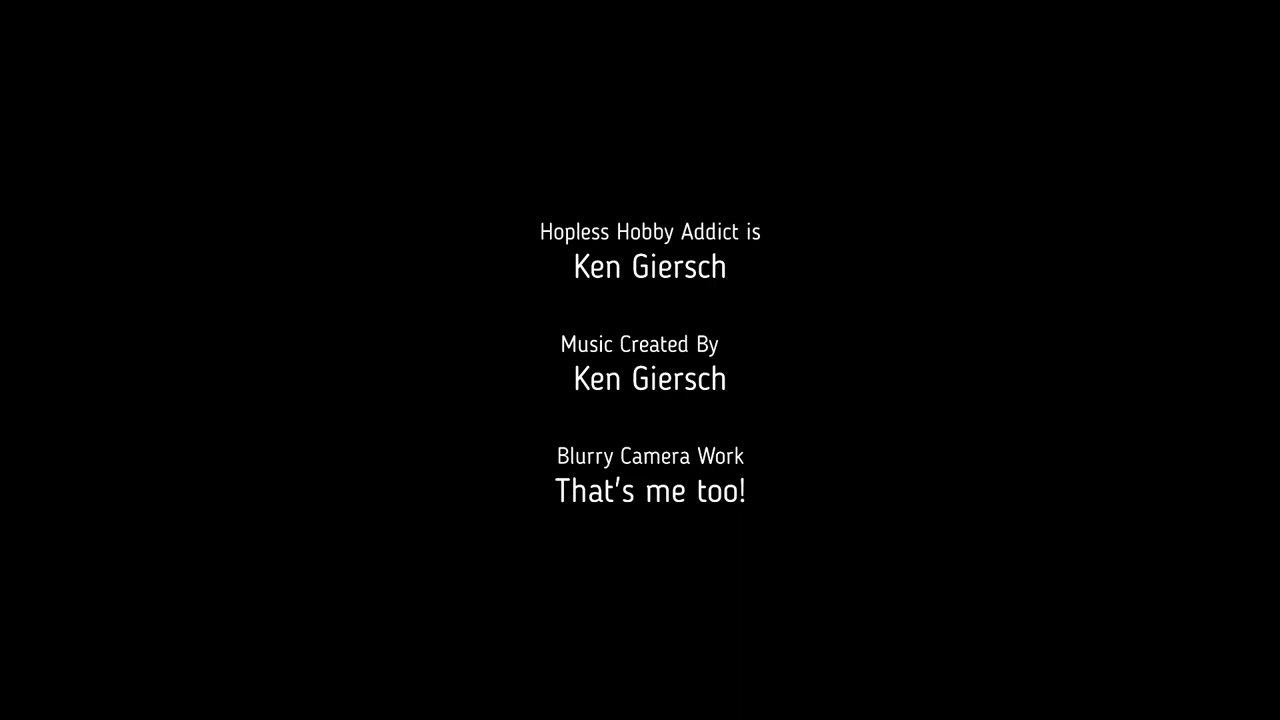 Hopless Hobby Addict is
Ken Giersch
Music Created By
Ken Giersch
Blurry Camera Work
That's me too!